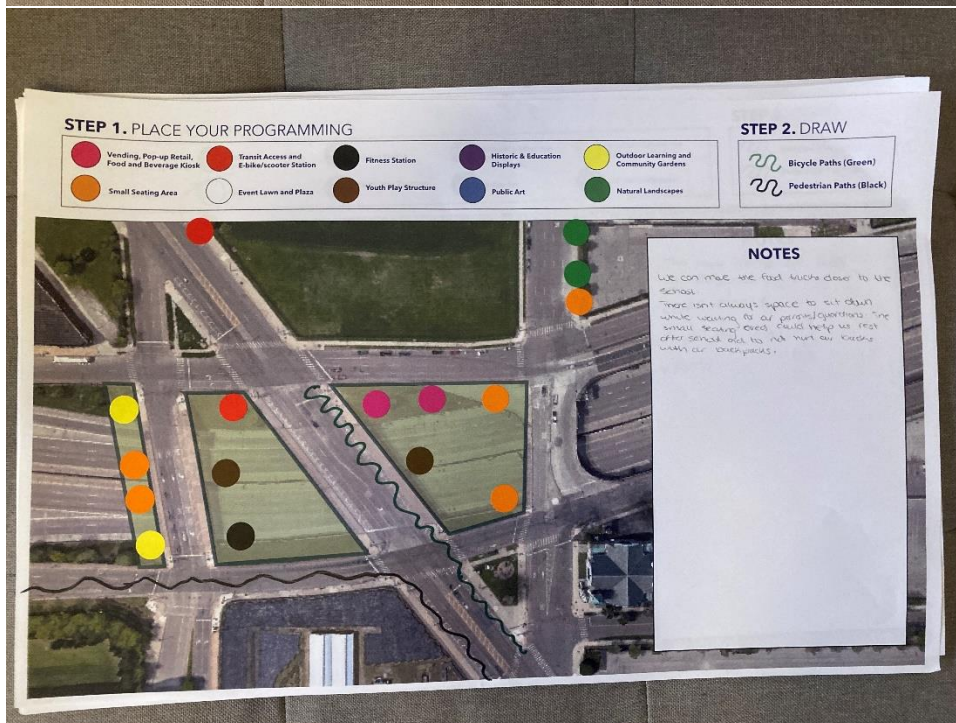 STEP 1. PLACE YOUR PROGRAMMING
Vending, Pop-up Retail,
Food and Beverage Kiosk
Transit Access and
E-bike/scooter Station
Fitness Station
Historic & Education
Displays
Outdoor Learning and
Community Gardens
Small Seating Area
Event Lawn and Plaza
Youth Play Structure
Public Art
Natural Landscapes
STEP 2. DRAW
Bicycle Paths (Green)
Pedestrian Paths (Black)
NOTES
We can the food trucks closer to the
school
There isn't always space to sit down
while waiting for our parents/guardians. The
small seating could help us rest
after school and to not hurt our
with our backpacks.